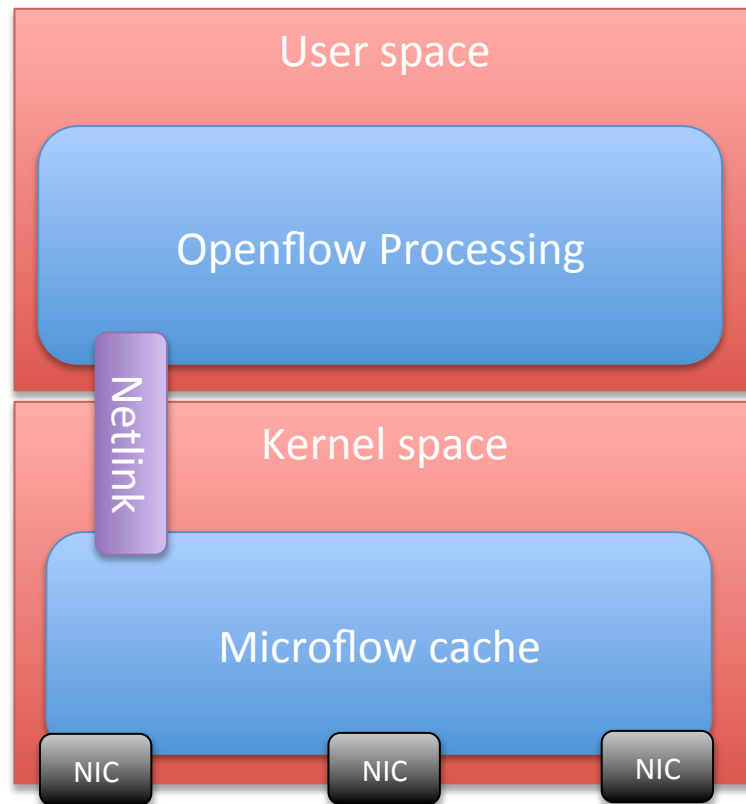 User space
Openflow Processing
Netlink
Kernel space
Microflow cache
NIC
NIC
NIC